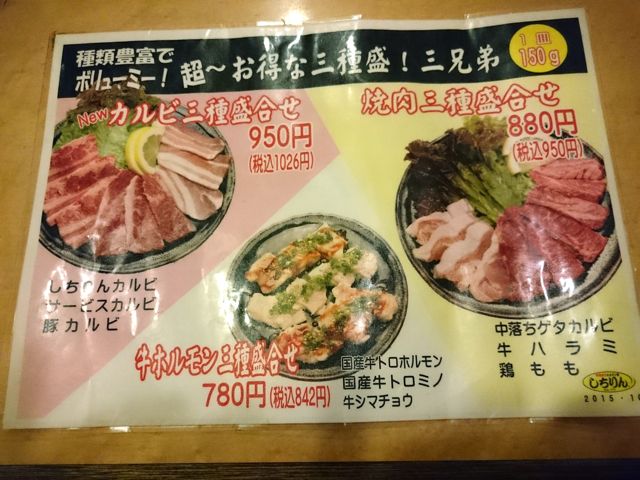 種類豊富で
ボリューミー！
超～お得な三種盛！三兄弟
1皿
150g
Newカルビ三種盛合せ
950円
(税込1026円)
しちりんカルビ
サービスカルビ
豚カルビ
焼肉三種盛合せ
880円
(税込950円)
中落ちゲタカルビ
牛ハラミ
鶏もも
牛ホルモン三種盛合せ
780円(税込842円)
国産牛トロホルモン
国産牛トロミノ
牛シマチョウ
しちりん
2015・10